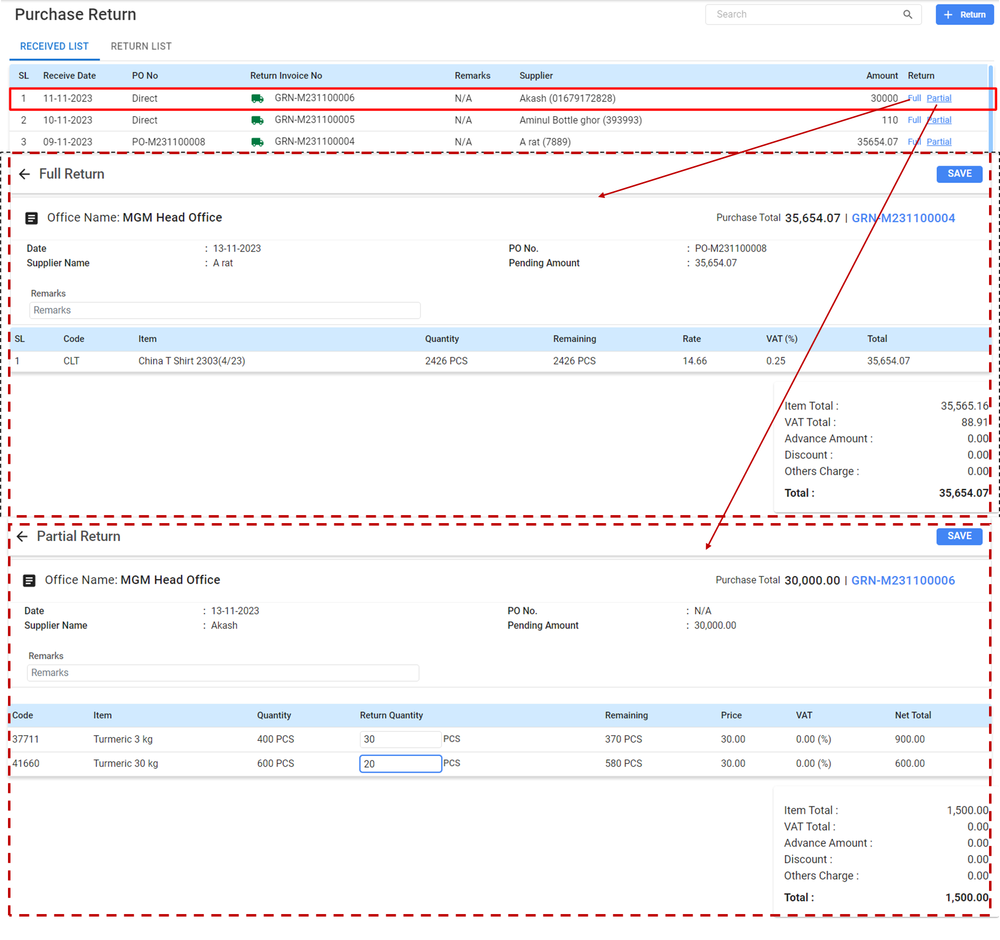 Purchase Return
Search
+ Return
RECEIVED LIST RETURN LIST
SL Receive Date PO No Return Invoice No Remarks Supplier Amount Return
1 11-11-2023 Direct GRN-M231100006 N/A Akash (01679172828) 30000 Full Partial
2 10-11-2023 Direct GRN-M231100005 N/A Aminul Bottle ghor (393993) 110 Full Partial
3 09-11-2023 PO-M231100008 GRN-M231100004 N/A A rat (7889) 35654.07 Full Partial
Full Return SAVE
Office Name: MGM Head Office Purchase Total 35,654.07 | GRN-M231100004
Date : 13-11-2023 PO No. : PO-M231100008
Supplier Name : A rat Pending Amount : 35,654.07
Remarks
Remarks
SL Code Item Quantity Remaining Rate VAT (%) Total
1 CLT China T Shirt 2303(4/23) 2426 PCS 2426 PCS 14.66 0.25 35,654.07
Item Total : 35,565.16
VAT Total : 88.91
Advance Amount : 0.00
Discount : 0.00
Others Charge : 0.00
Total : 35,654.07
Partial Return SAVE
Office Name: MGM Head Office Purchase Total 30,000.00 | GRN-M231100006
Date : 13-11-2023 PO No. : N/A
Supplier Name : Akash Pending Amount : 30,000.00
Remarks
Remarks
Code Item Quantity Return Quantity Remaining Price VAT Net Total
37711 Turmeric 3 kg 400 PCS 30 PCS 370 PCS 30.00 0.00 (%) 900.00
41660 Turmeric 30 kg 600 PCS 20 PCS 580 PCS 30.00 0.00 (%) 600.00
Item Total : 1,500.00
VAT Total : 0.00
Advance Amount : 0.00
Discount : 0.00
Others Charge : 0.00
Total : 1,500.00